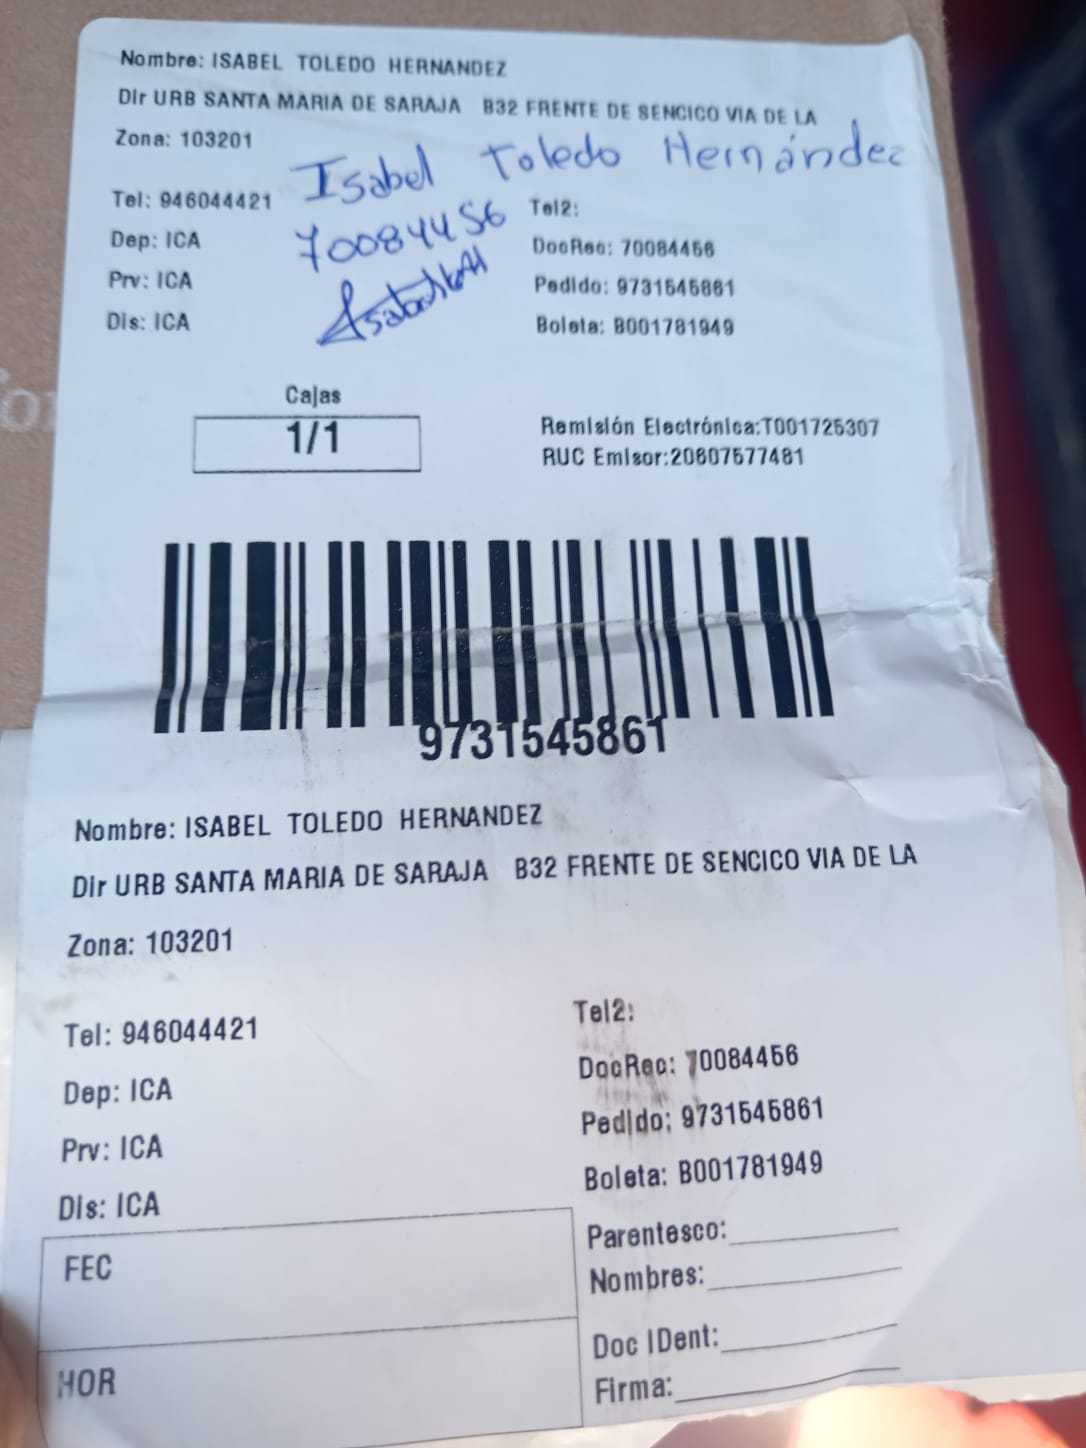 Nombre: ISABEL TOLEDO HERNANDEZ
Dir URB SANTA MARIA DE SARAJA B32 FRENTE DE SENCICO VIA DE LA
Zona: 103201
Isabel Toledo Hernández
Tel: 946044421
70084456
Tel2:
Dep: ICA
DocRec: 70084456
Prv: ICA
Pedido: 9731545861
Dis: ICA
Boleta: B001781949
Cajas
1/1
Remisión Electrónica:T001725307
RUC Emisor:20607577481
9731545861
Nombre: ISABEL TOLEDO HERNANDEZ
Dir URB SANTA MARIA DE SARAJA B32 FRENTE DE SENCICO VIA DE LA
Zona: 103201
Tel: 946044421
Tel2:
Dep: ICA
DocRec: 70084456
Prv: ICA
Pedido: 9731545861
Dis: ICA
Boleta: B001781949
FEC
Parentesco:
Nombres:
HOR
Doc IDent:
Firma: